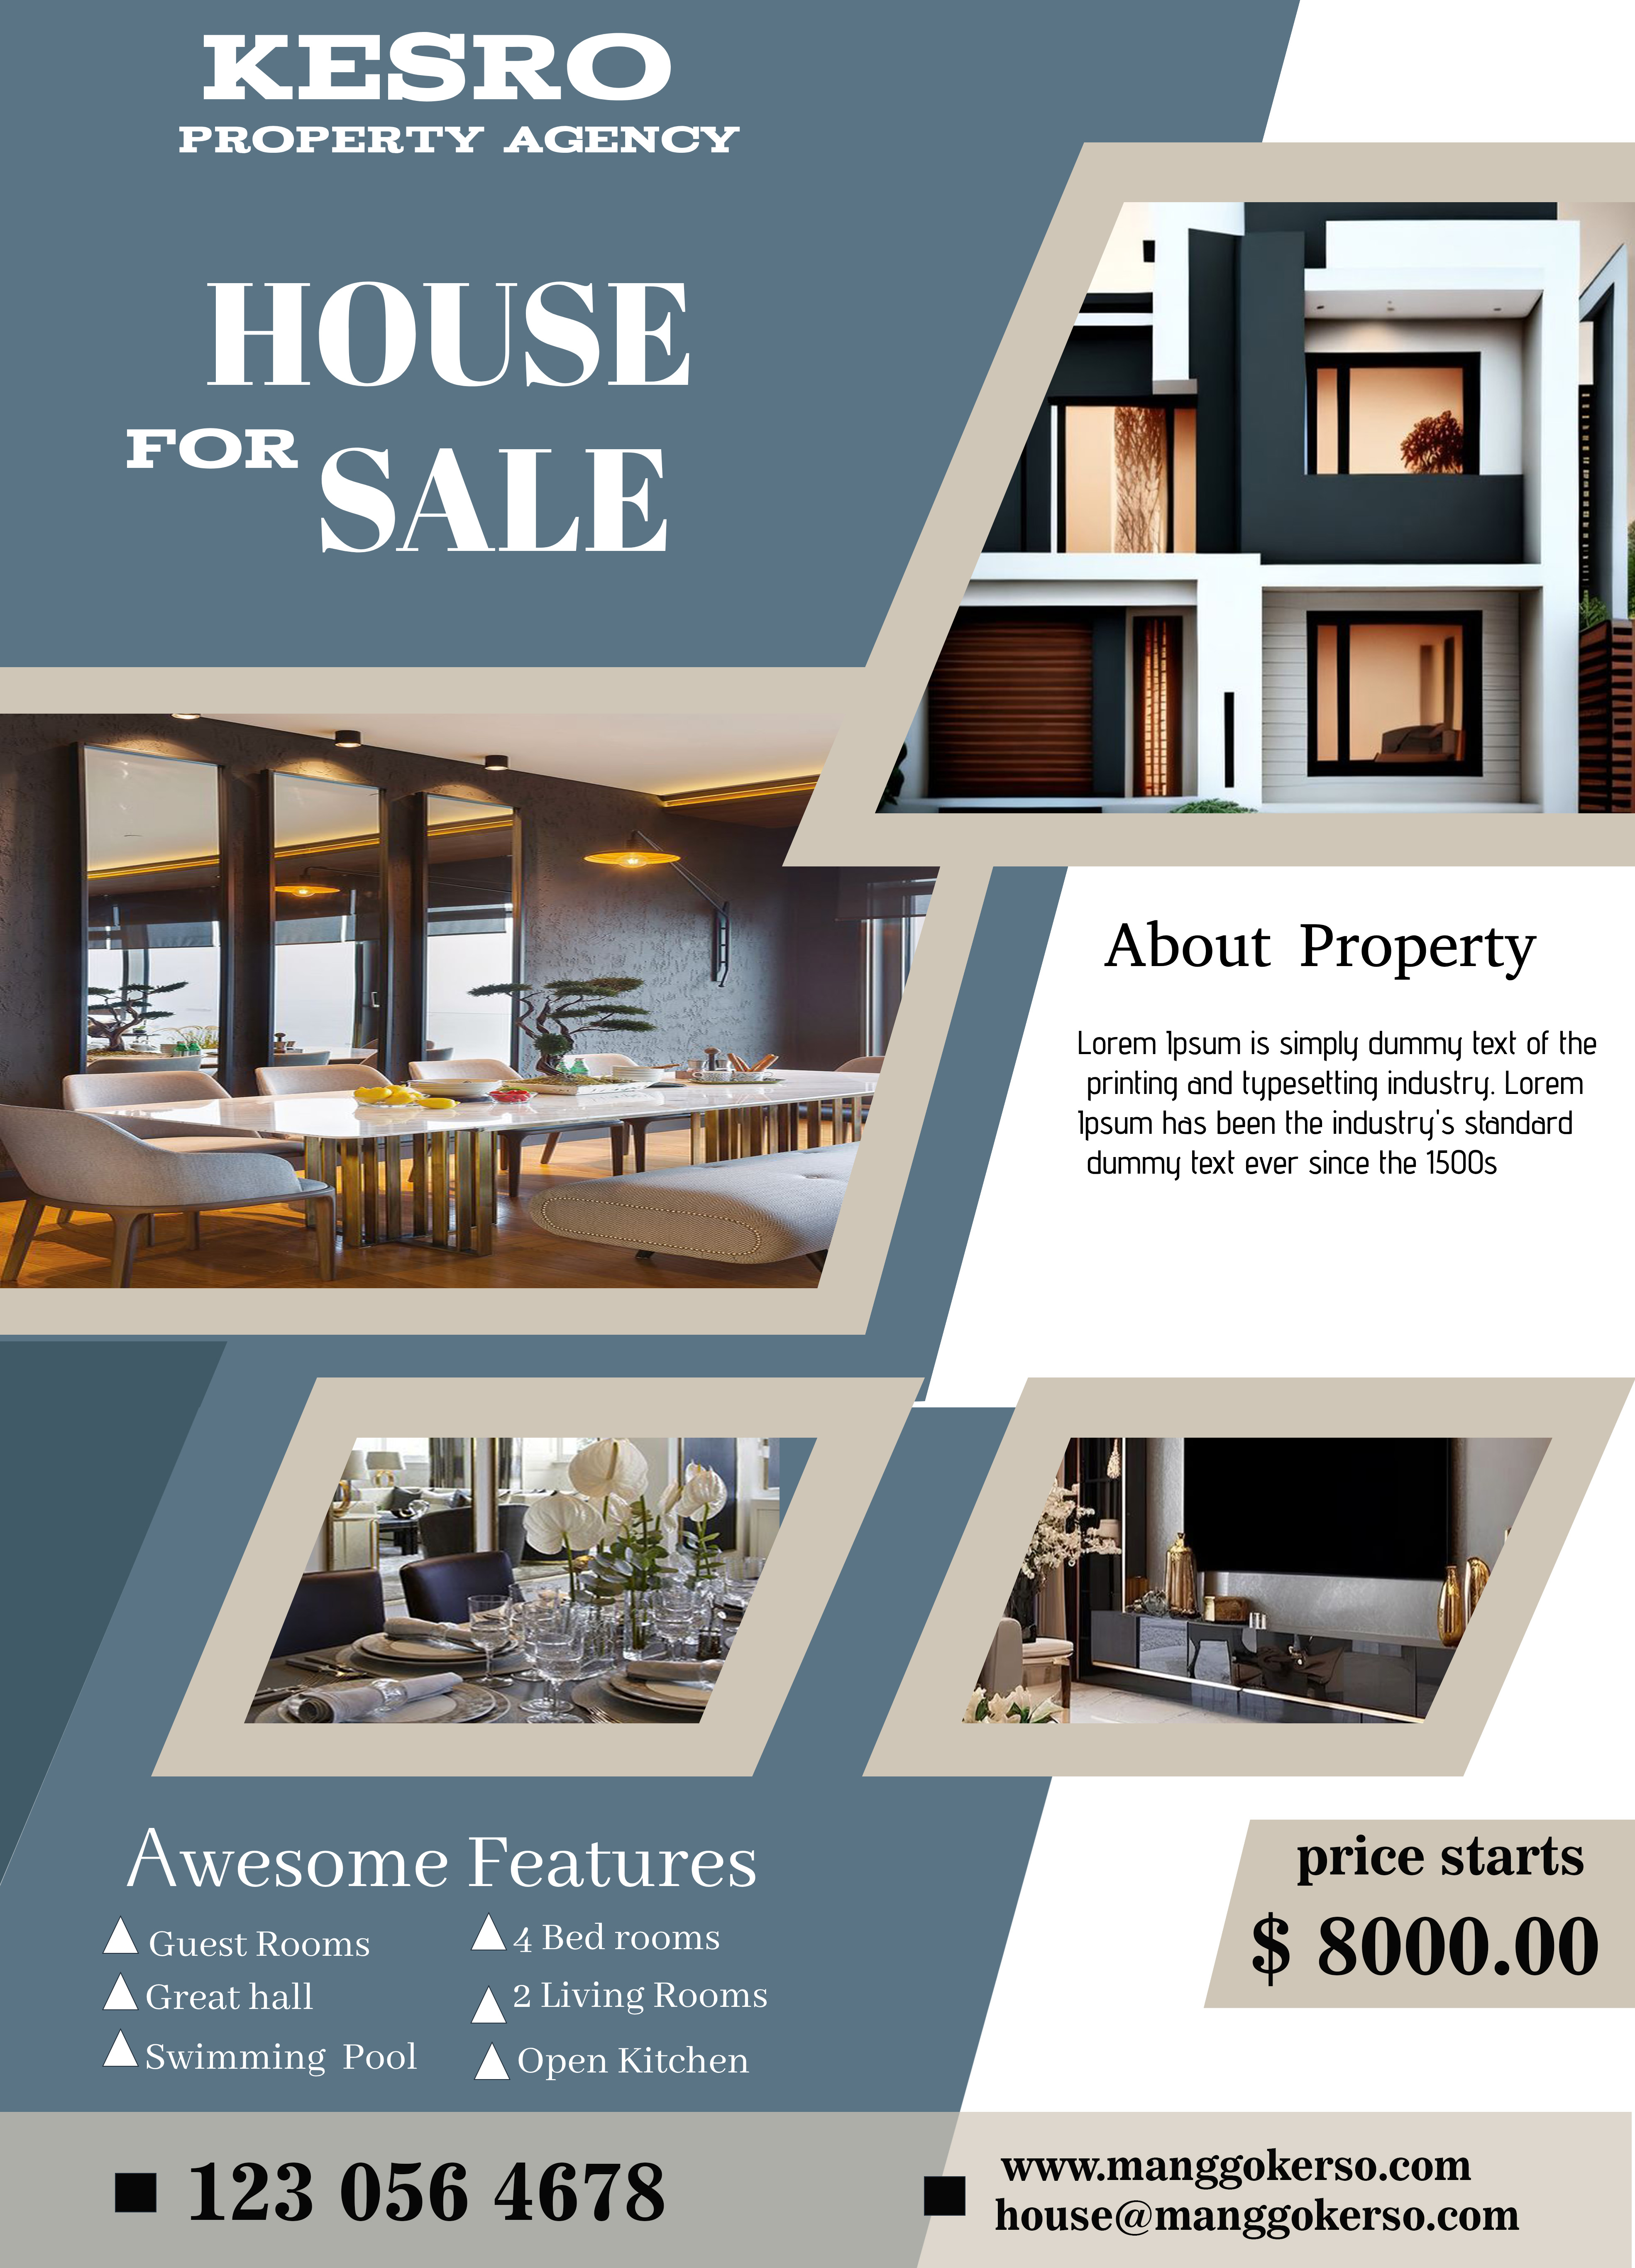 KESRO
PROPERTY AGENCY
HOUSE
FOR SALE
About Property
Lorem Ipsum is simply dummy text of the
printing and typesetting industry. Lorem
Ipsum has been the industry's standard
dummy text ever since the 1500s
Awesome Features
Guest Rooms
Great hall
Swimming Pool
4 Bed rooms
2 Living Rooms
Open Kitchen
price starts
$ 8000.00
123 056 4678
www.manggokerso.com
house@manggokerso.com